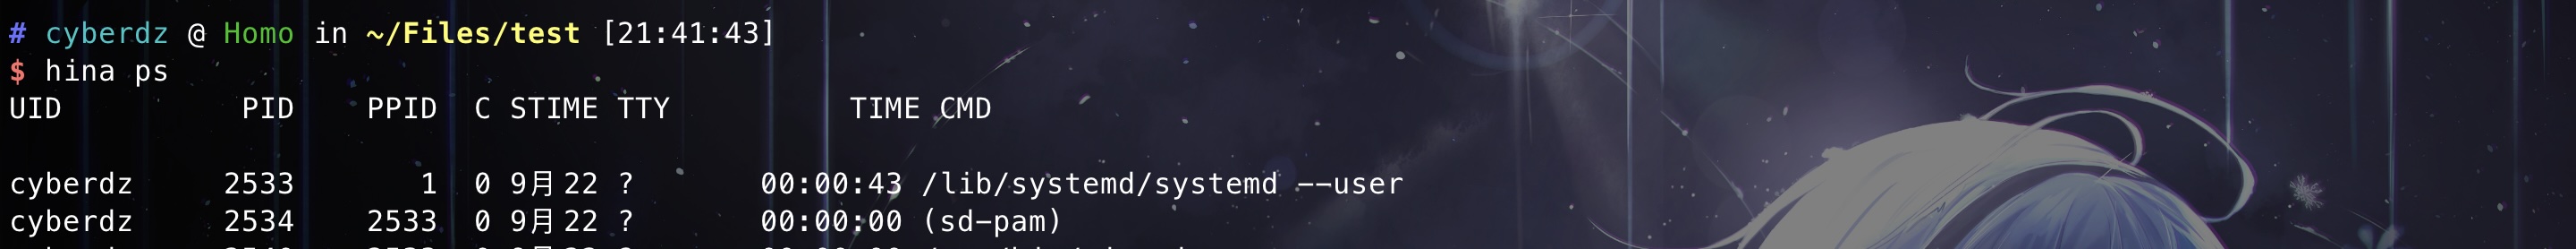 # cyberdz @ Homo in ~/Files/test [21:41:43]
$ hina ps
UID          PID    PPID  C STIME TTY          TIME CMD
cyberdz     2533       1  0 9月22 ?        00:00:43 /lib/systemd/systemd --user
cyberdz     2534    2533  0 9月22 ?        00:00:00 (sd-pam)